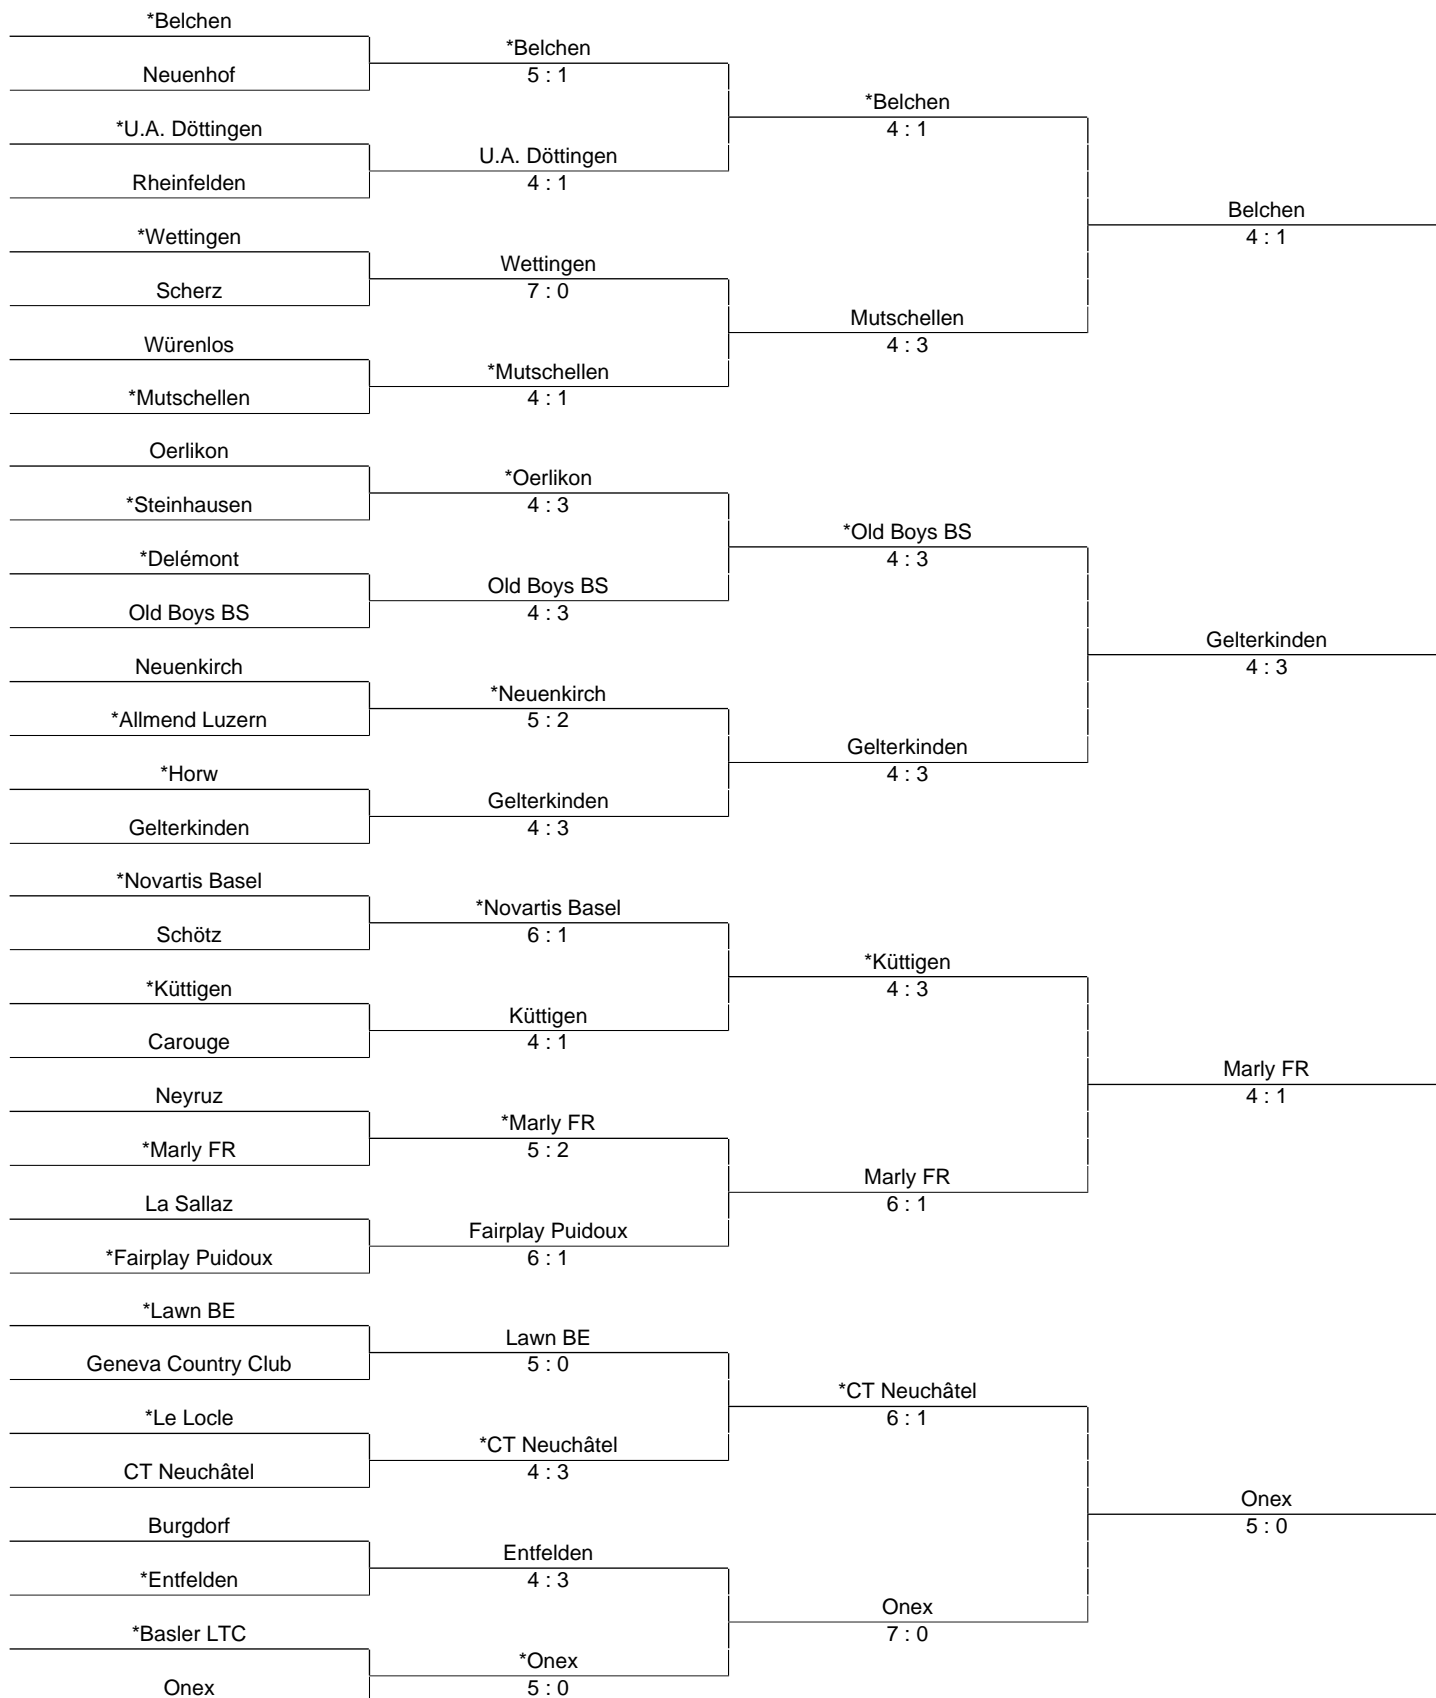 *Belchen
Neuenhof
*U.A. Döttingen
Rheinfelden
*Wettingen
Scherz
Würenlos
*Mutschellen
Oerlikon
*Steinhausen
*Delémont
Old Boys BS
Neuenkirch
*Allmend Luzern
*Horw
Gelterkinden
*Novartis Basel
Schötz
*Küttigen
Carouge
Neyruz
*Marly FR
La Sallaz
*Fairplay Puidoux
*Lawn BE
Geneva Country Club
*Le Locle
CT Neuchâtel
Burgdorf
*Entfelden
*Basler LTC
Onex
*Belchen
5 : 1
U.A. Döttingen
4 : 1
Wettingen
7 : 0
*Mutschellen
4 : 1
*Oerlikon
4 : 3
Old Boys BS
4 : 3
*Neuenkirch
5 : 2
Gelterkinden
4 : 3
*Novartis Basel
6 : 1
Küttigen
4 : 1
*Marly FR
5 : 2
Fairplay Puidoux
6 : 1
Lawn BE
5 : 0
*CT Neuchâtel
4 : 3
Entfelden
4 : 3
*Onex
5 : 0
*Belchen
4 : 1
Mutschellen
4 : 3
*Old Boys BS
4 : 3
Gelterkinden
4 : 3
*Küttigen
4 : 3
Marly FR
6 : 1
*CT Neuchâtel
6 : 1
Onex
7 : 0
Belchen
4 : 1
Gelterkinden
4 : 3
Marly FR
4 : 1
Onex
5 : 0